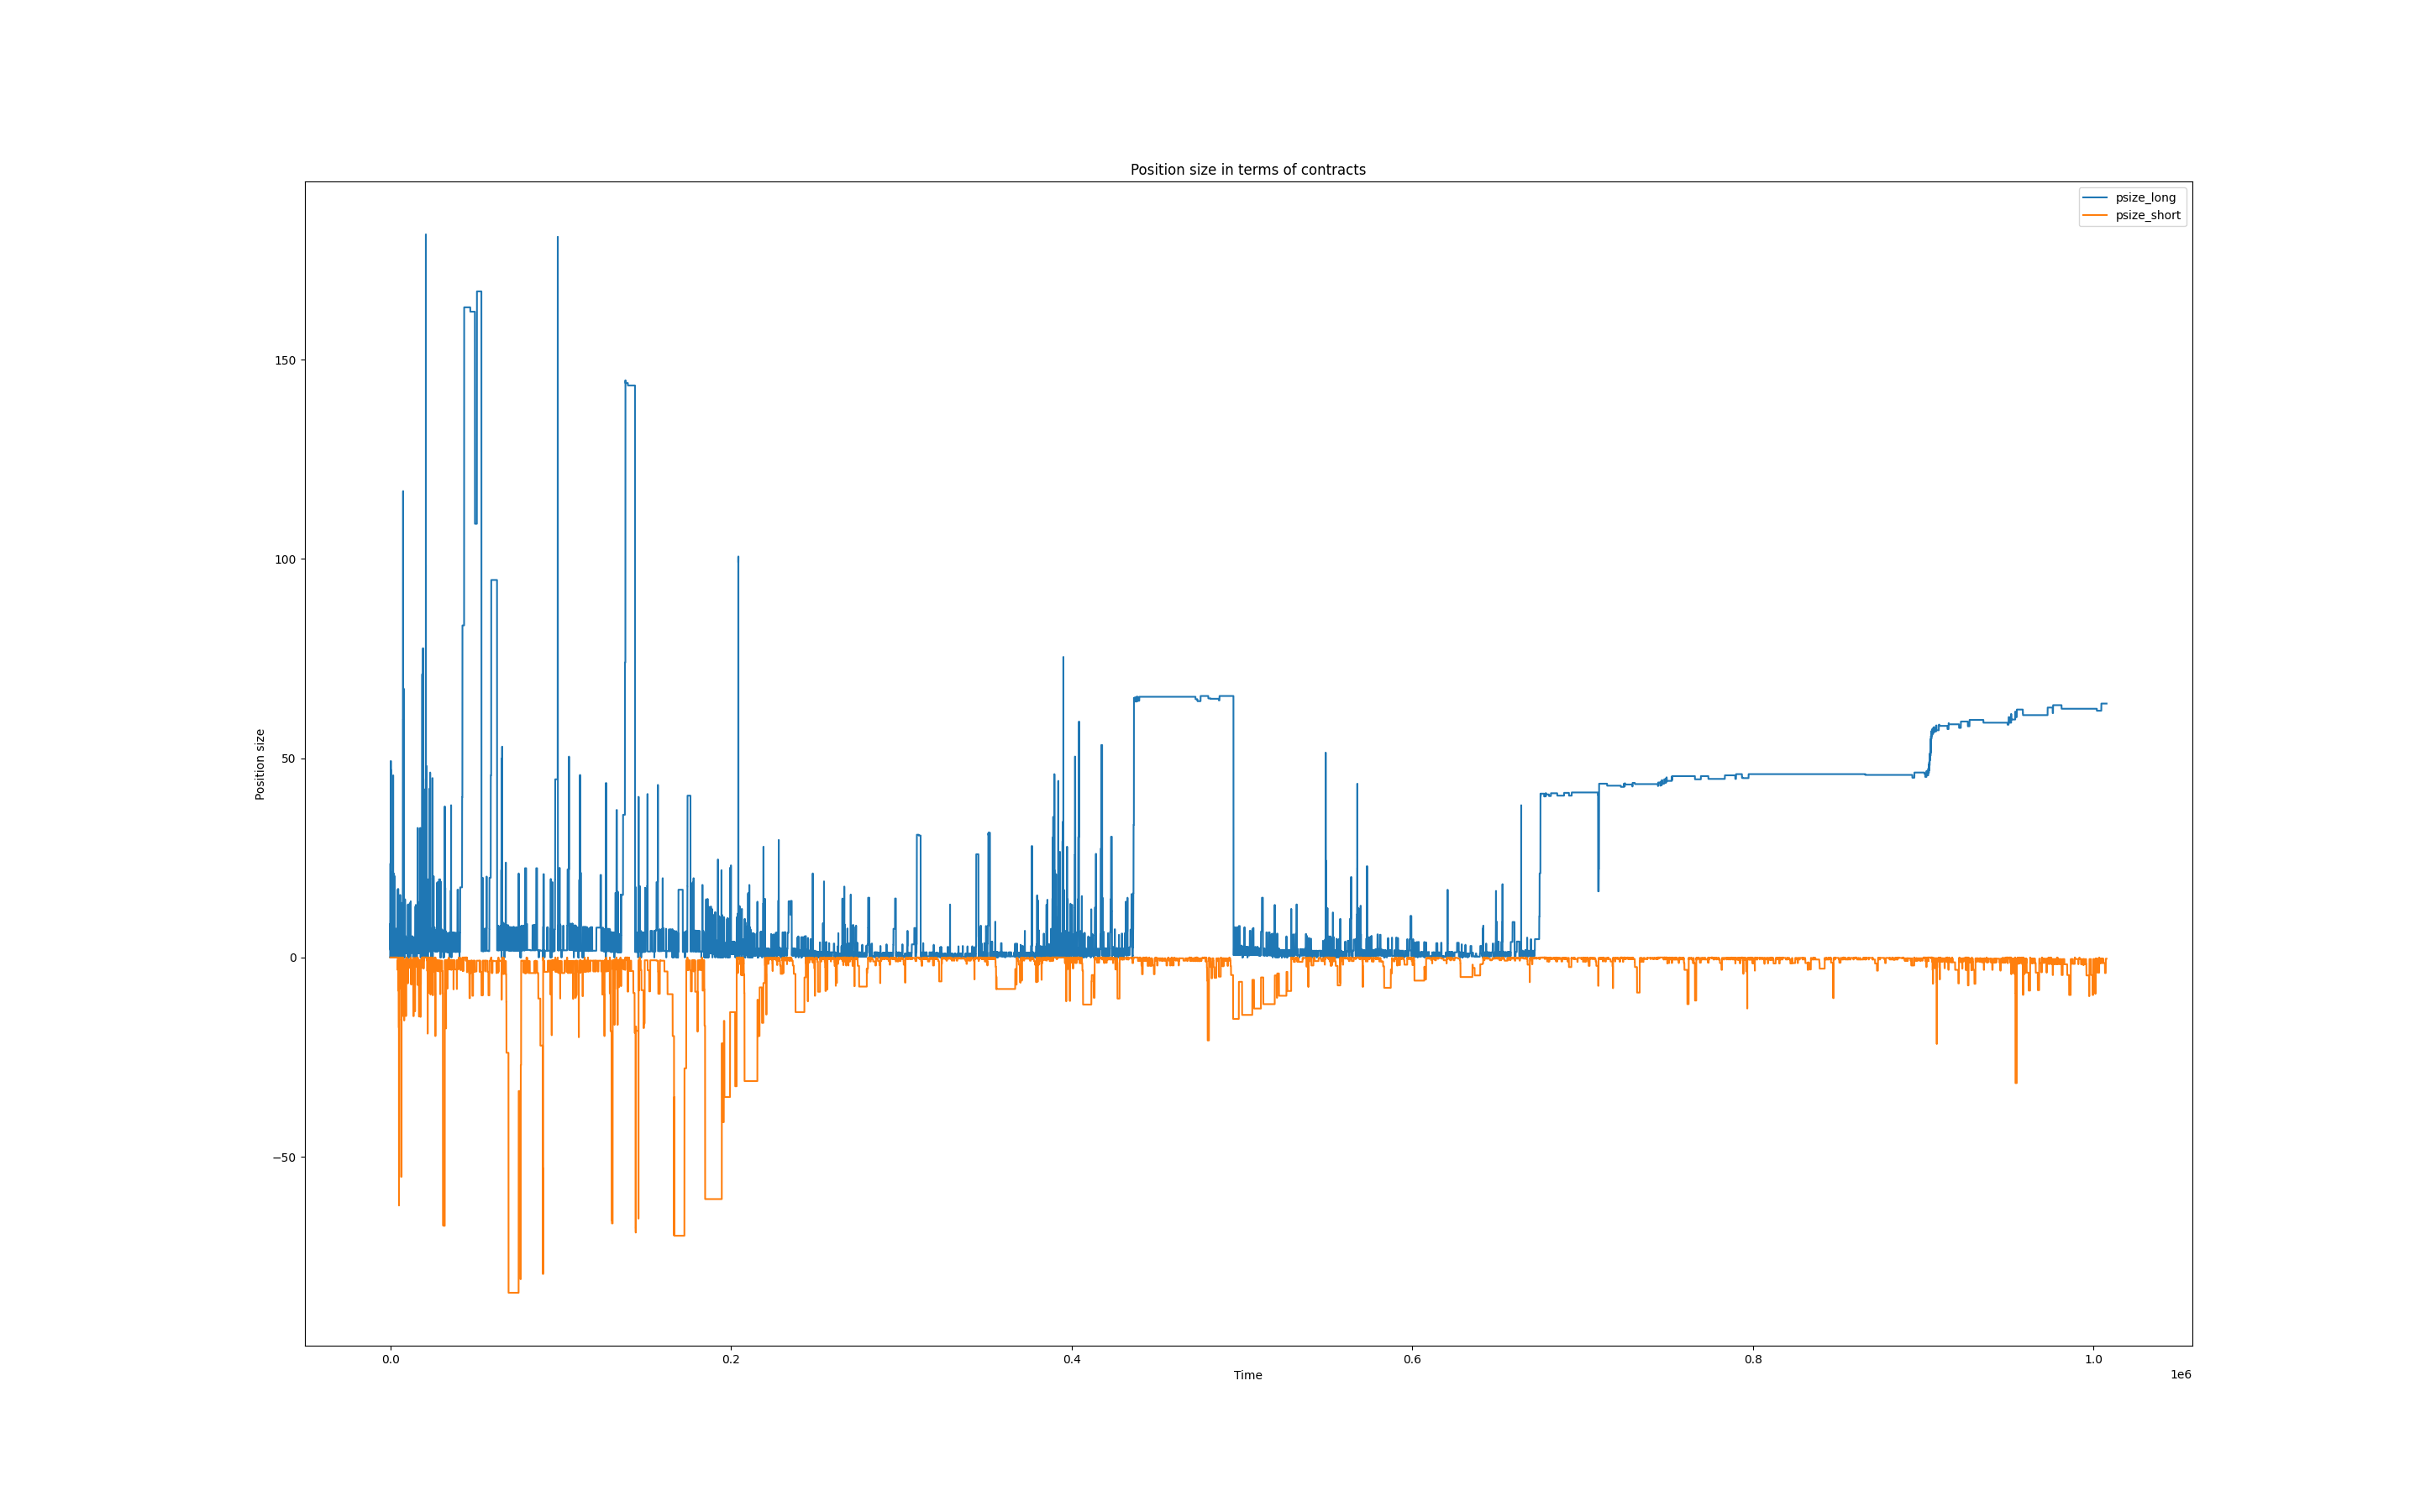 Position size in terms of contracts
psize_long
psize_short
150
100
50
0
−50
Position size
0.0 0.2 0.4 0.6 0.8 1.0
Time
1e6